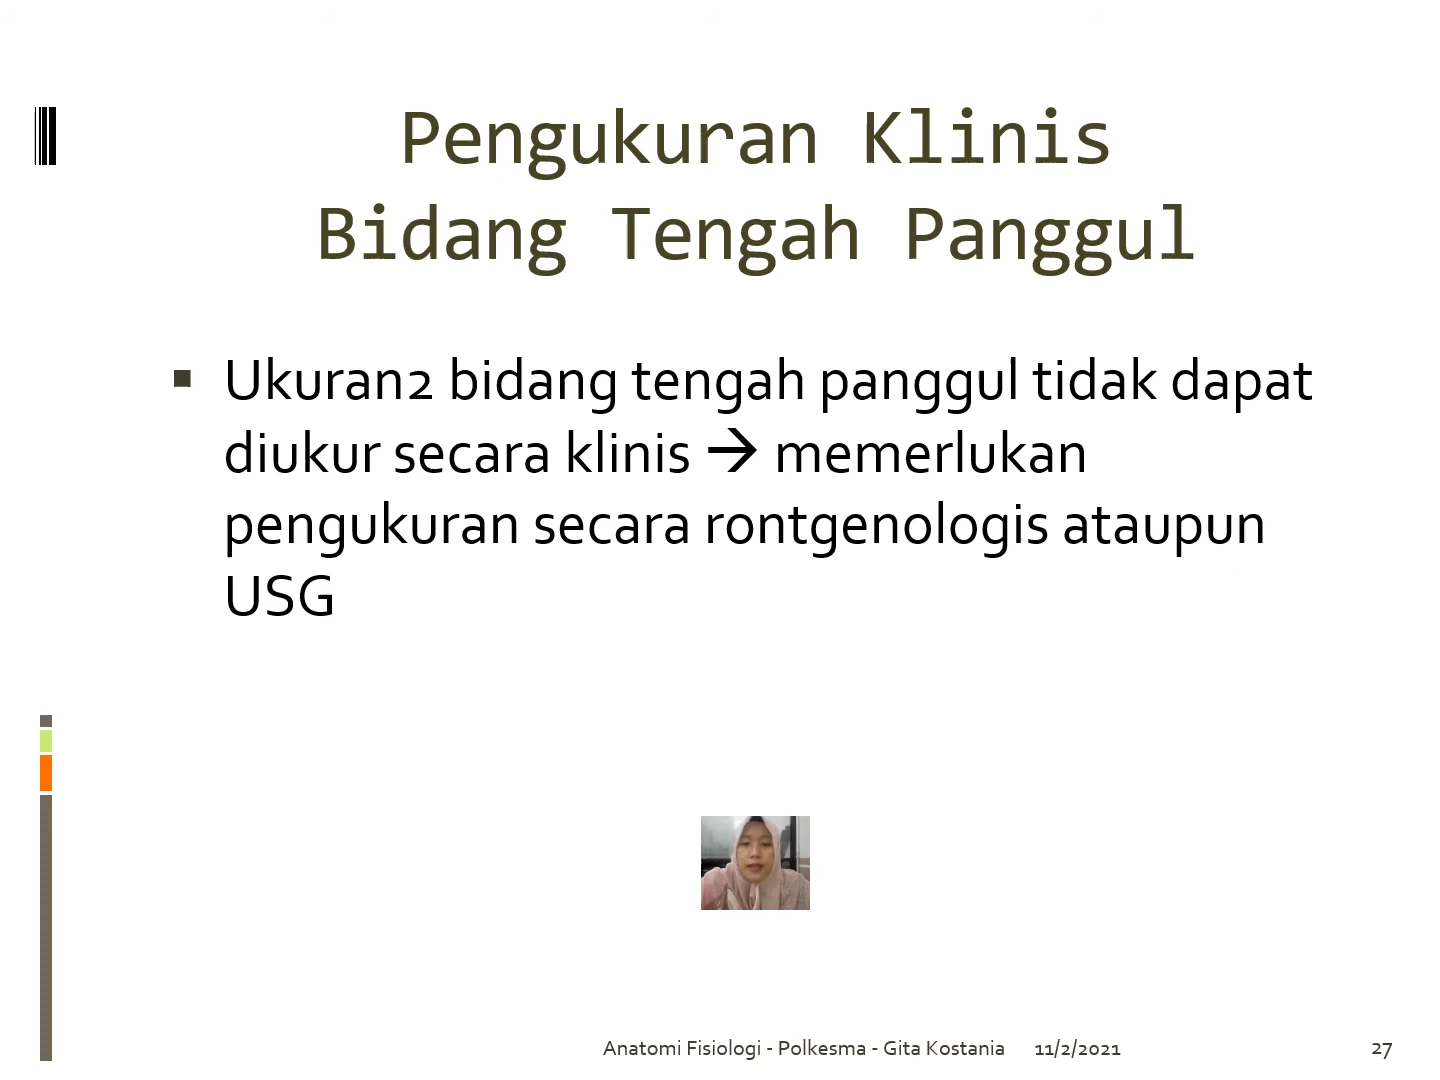 Pengukuran Klinis
Bidang Tengah Panggul
▪ Ukuran2 bidang tengah panggul tidak dapat
diukur secara klinis → memerlukan
pengukuran secara rontgenologis ataupun
USG
Anatomi Fisiologi - Polkesma - Gita Kostania 11/2/2021 27